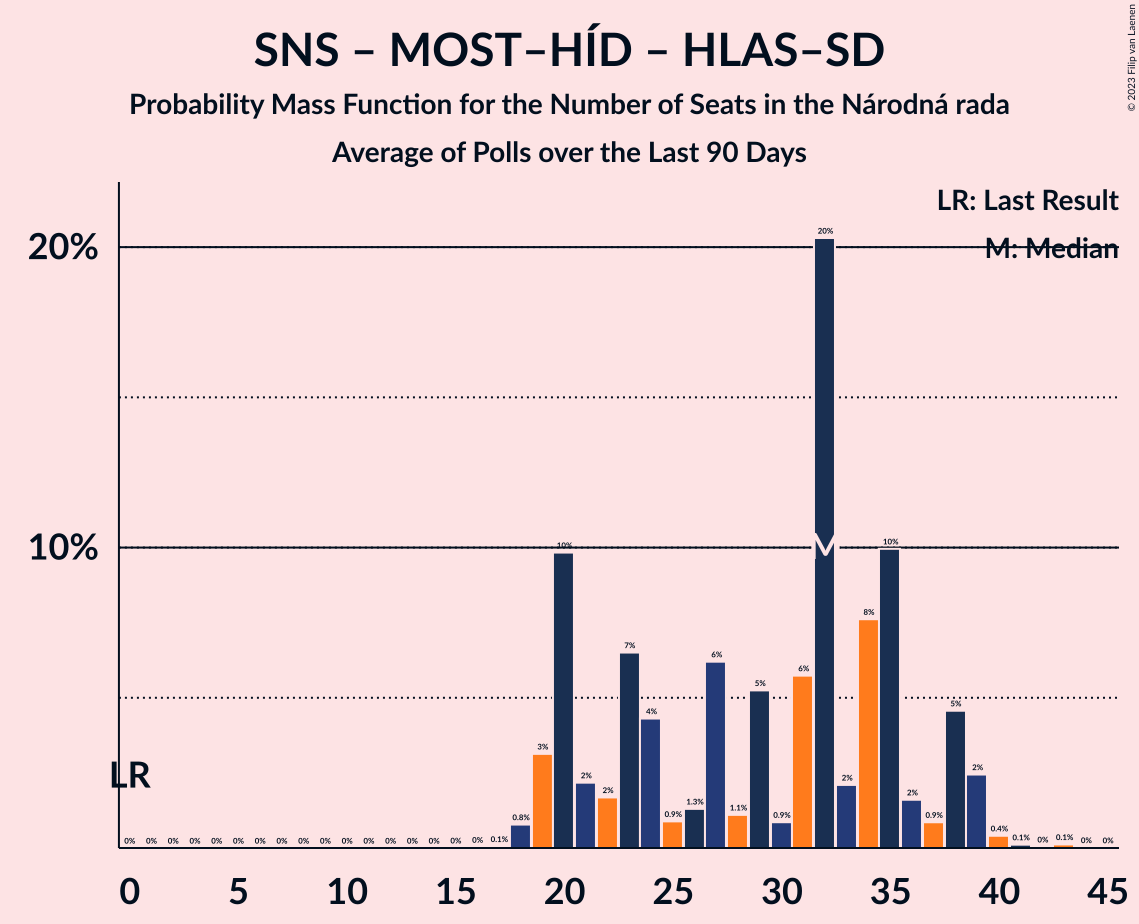 SNS – MOST–HÍD – HLAS–SD
Probability Mass Function for the Number of Seats in the Národná rada
Average of Polls over the Last 90 Days
© 2023 Filip van Laenen
LR: Last Result
M: Median
20%
10%
LR
0% 0% 0% 0% 0% 0% 0% 0% 0% 0% 0% 0% 0% 0% 0% 0% 0% 0.1% 0.8% 3% 10% 2% 2% 7% 4% 0.9% 1.3% 6% 1.1% 5% 0.9% 6% 20% 2% 8% 10% 2% 0.9% 5% 2% 0.4% 0.1% 0% 0.1% 0% 0%
M
0 5 10 15 20 25 30 35 40 45